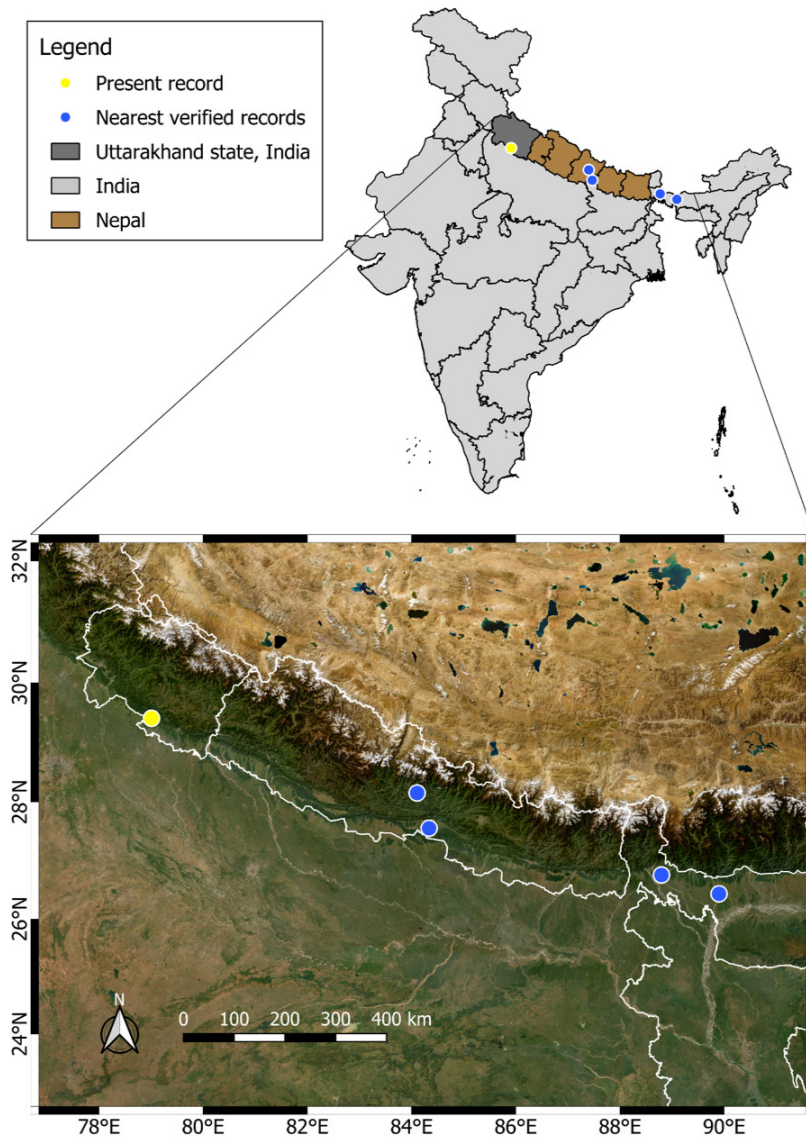 Legend
Present record
Nearest verified records
Uttarakhand state, India
India
Nepal
32°N
30°N
28°N
26°N
24°N
N
0 100 200 300 400 km
78°E 80°E 82°E 84°E 86°E 88°E 90°E